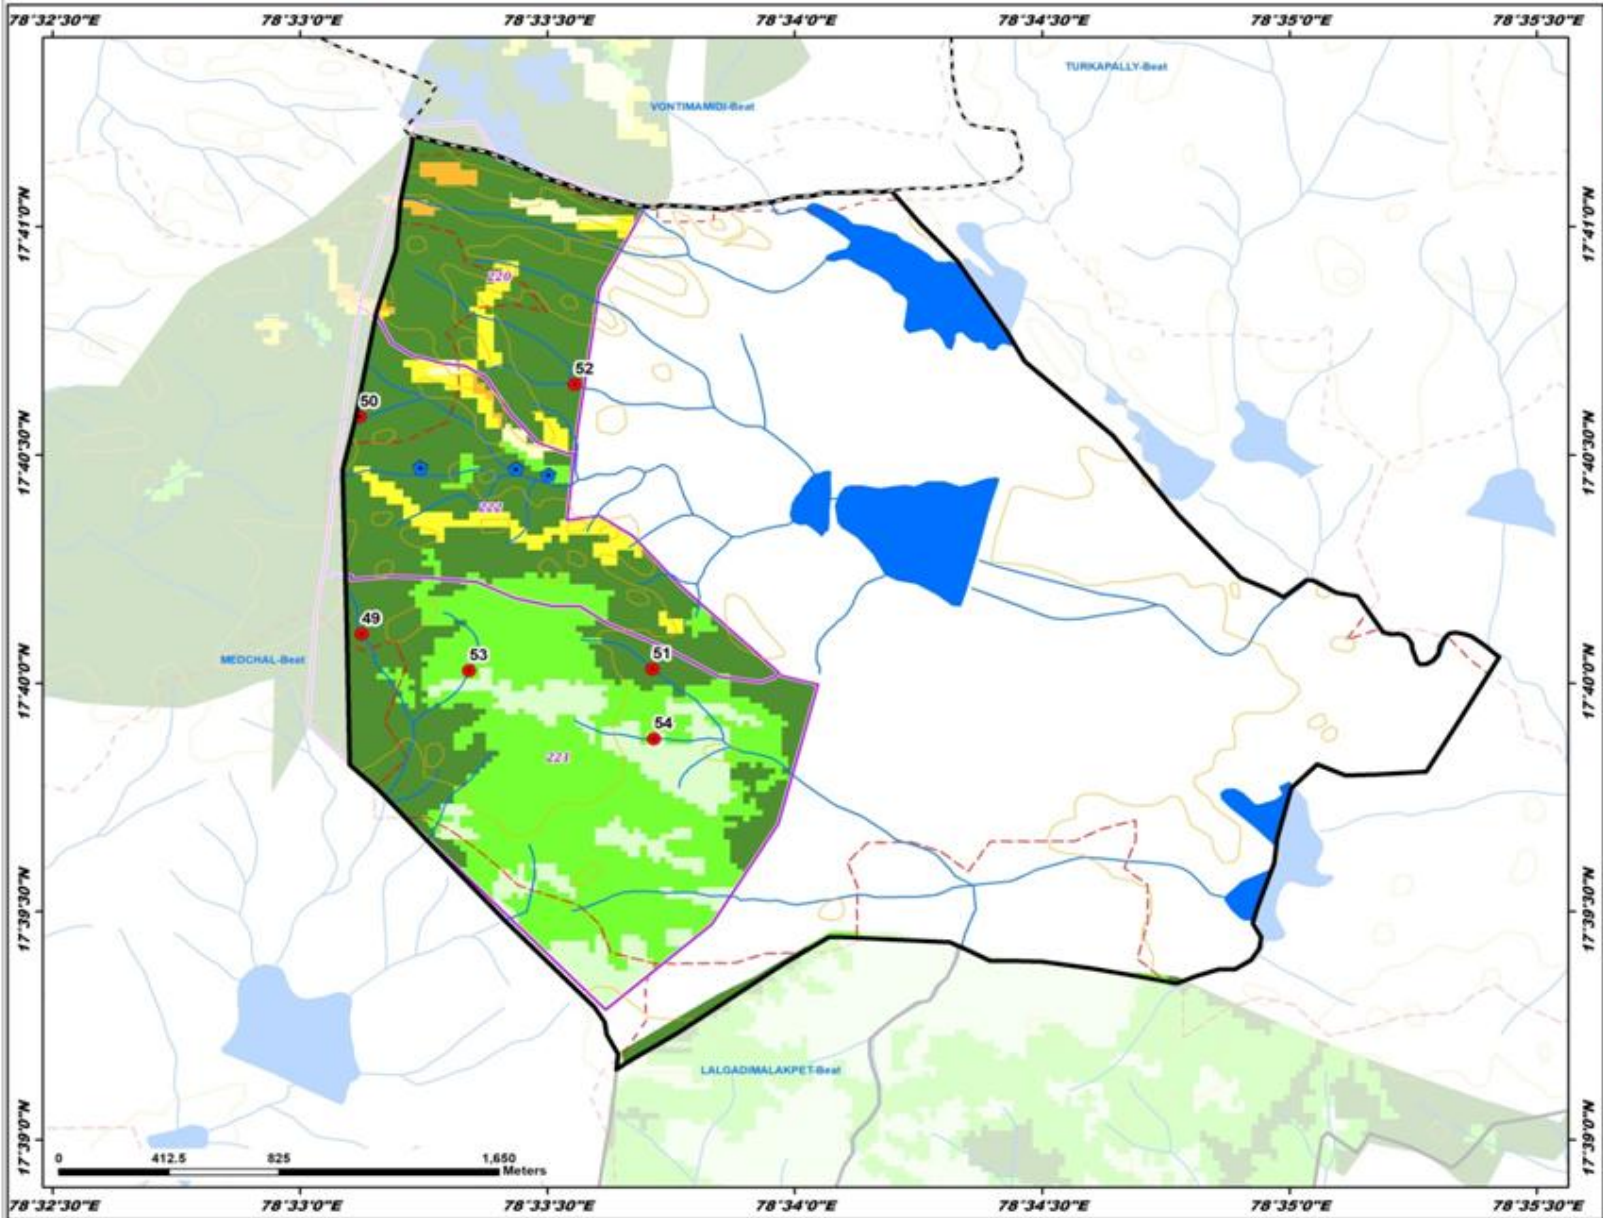 78°32'30"E 78°33'0"E 78°33'30"E 78°34'0"E 78°34'30"E 78°35'0"E 78°35'30"E
TURKAPALLY-Beat
VONTIMAMIDI-Beat
17°41'0"N 17°41'0"N
220
52
50
17°40'30"N 17°40'30"N
222
49
53 51
MEDCHAL-Beat
17°40'0"N 17°40'0"N
54
221
17°39'30"N 17°39'30"N
LALGADIMALAKPET-Beat
17°39'0"N 17°39'0"N
0 412.5 825 1,650
Meters
78°32'30"E 78°33'0"E 78°33'30"E 78°34'0"E 78°34'30"E 78°35'0"E 78°35'30"E